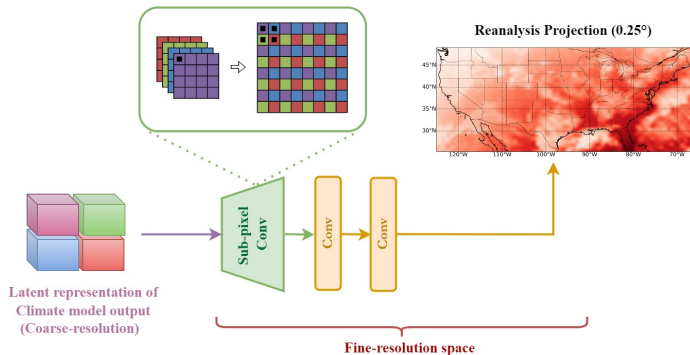 Reanalysis Projection (0.25°)
45°N
40°N
35°N
30°N
120°W
110°W
100°W
90°W
80°W
70°W
Sub-pixel
Conv
Conv
Conv
Latent representation of
Climate model output
(Coarse-resolution)
Fine-resolution space